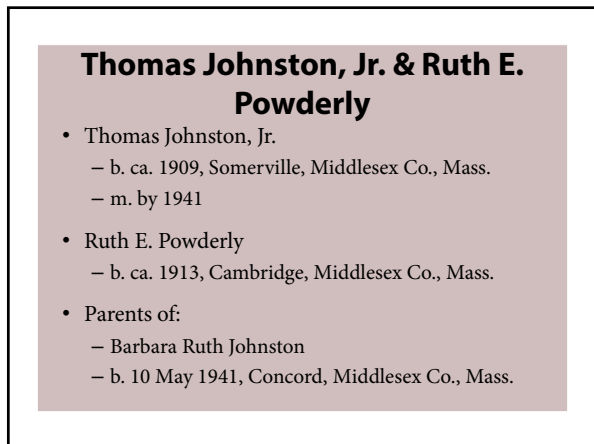 Thomas Johnston, Jr. & Ruth E.
Powderly
• Thomas Johnston, Jr.
– b. ca. 1909, Somerville, Middlesex Co., Mass.
– m. by 1941
• Ruth E. Powderly
– b. ca. 1913, Cambridge, Middlesex Co., Mass.
• Parents of:
– Barbara Ruth Johnston
– b. 10 May 1941, Concord, Middlesex Co., Mass.